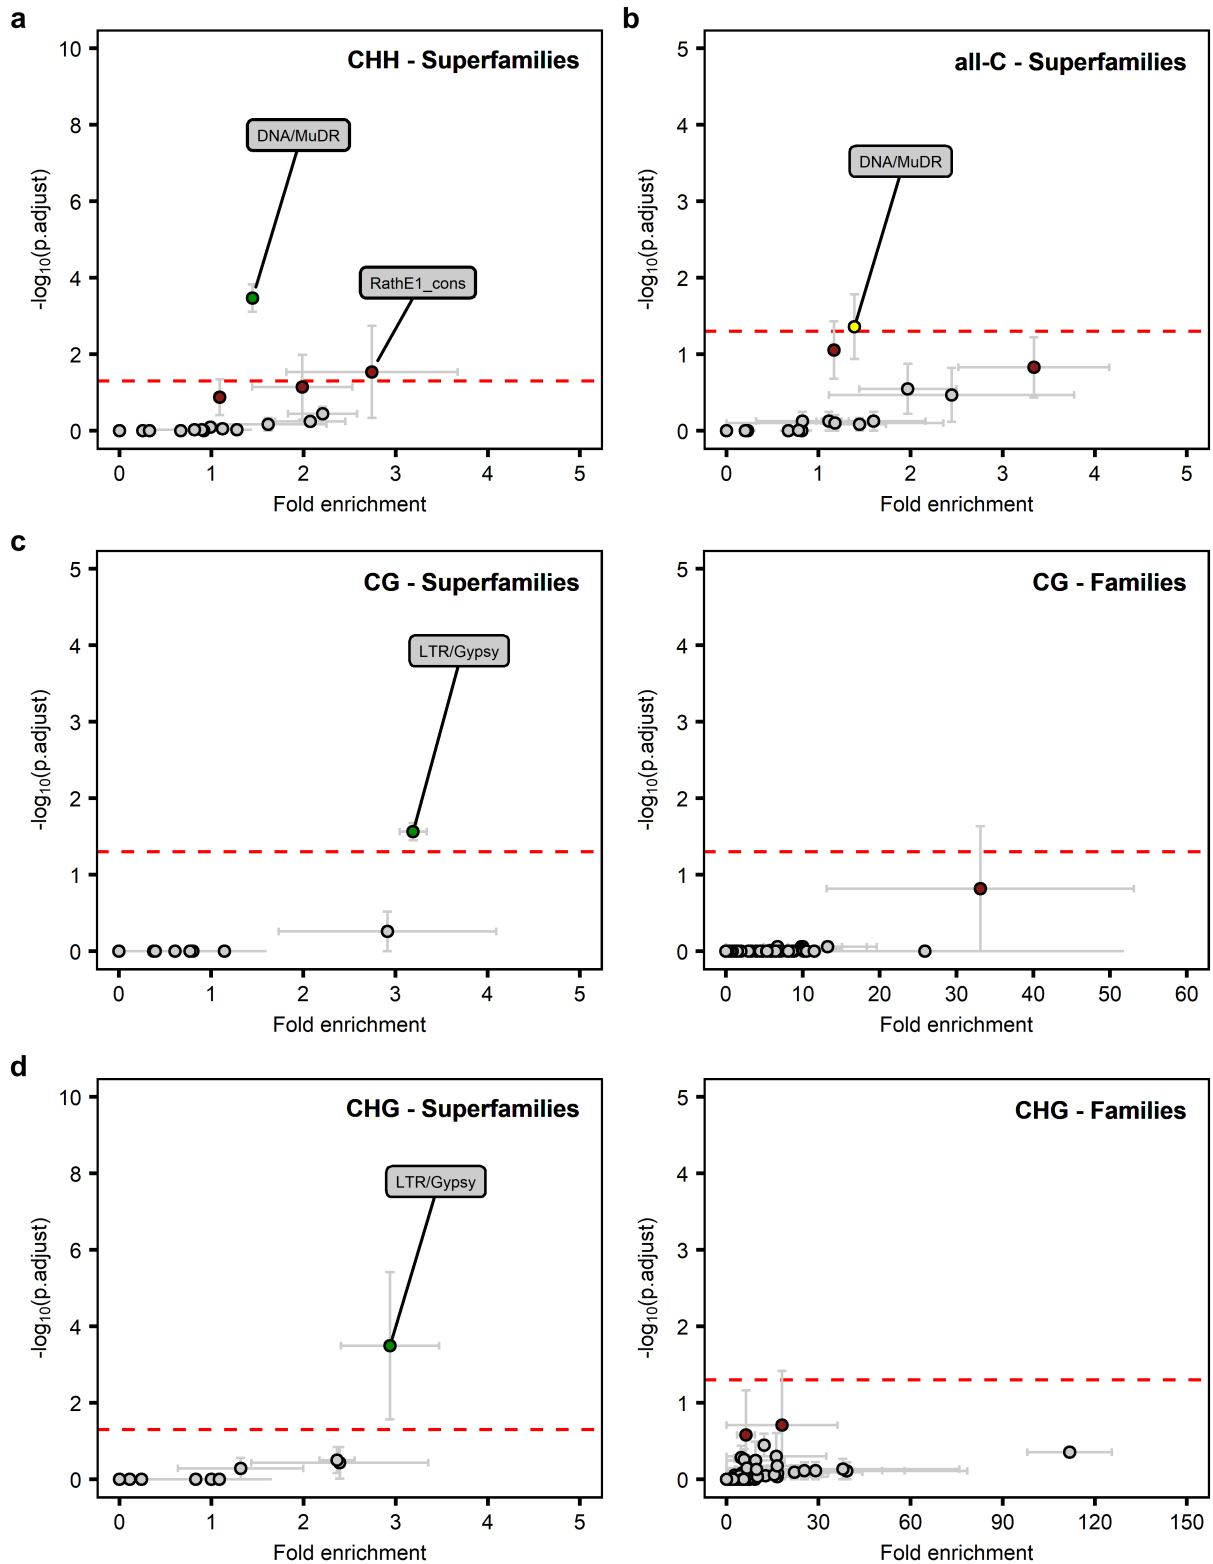 a
CHH - Superfamilies
-log10(p.adjust)
10
8
6
4
2
0
DNA/MuDR
RathE1_cons
0 1 2 3 4 5
Fold enrichment
b
all-C - Superfamilies
-log10(p.adjust)
5
4
3
2
1
0
DNA/MuDR
0 1 2 3 4 5
Fold enrichment
c
CG - Superfamilies
-log10(p.adjust)
5
4
3
2
1
0
LTR/Gypsy
0 1 2 3 4 5
Fold enrichment
CG - Families
-log10(p.adjust)
5
4
3
2
1
0
0 10 20 30 40 50 60
Fold enrichment
d
CHG - Superfamilies
-log10(p.adjust)
10
8
6
4
2
0
LTR/Gypsy
0 1 2 3 4 5
Fold enrichment
CHG - Families
-log10(p.adjust)
5
4
3
2
1
0
0 30 60 90 120 150
Fold enrichment